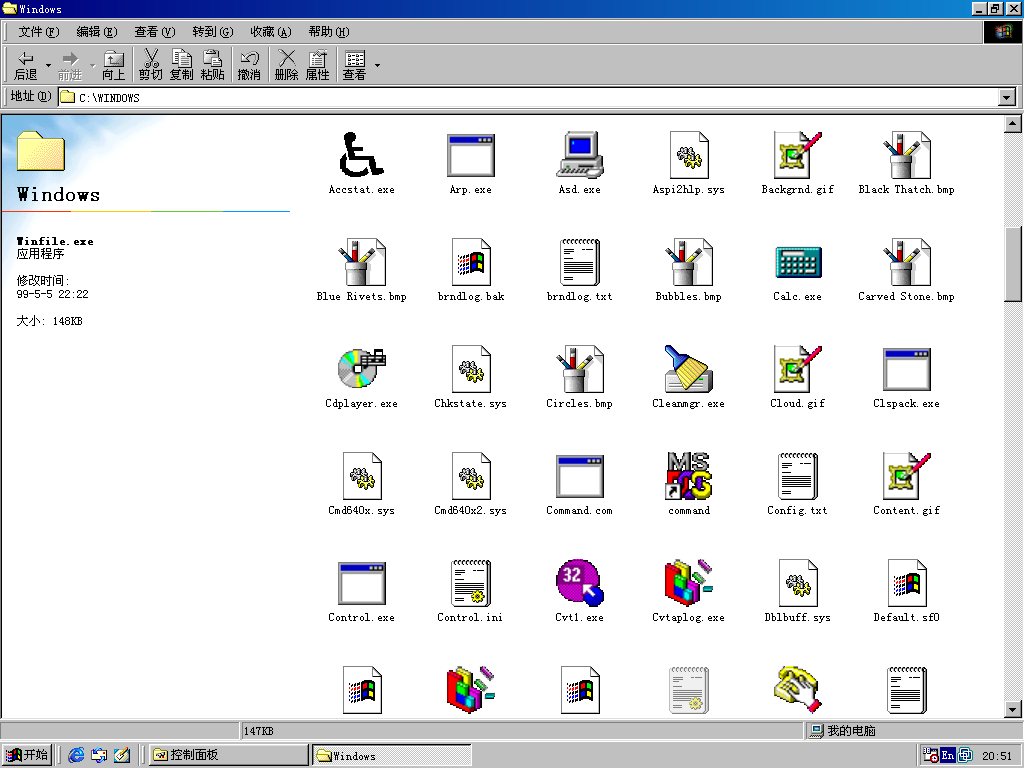 Windows
文件(F) 编辑(E) 查看(V) 转到(G) 收藏(A) 帮助(H)
后退 前进 向上 剪切 复制 粘贴 撤消 删除 属性 查看
地址(D) C:\WINDOWS
Windows
Winfile.exe
应用程序
修改时间:
99-5-5 22:22
大小: 148KB
Accstat.exe Arp.exe Asd.exe Aspi2hlp.sys Backgrnd.gif Black Thatch.bmp
Blue Rivets.bmp brndlog.bak brndlog.txt Bubbles.bmp Calc.exe Carved Stone.bmp
Cdplayer.exe Chkstate.sys Circles.bmp Cleanmgr.exe Cloud.gif Clspack.exe
MS
Cmd640x.sys Cmd640x2.sys Command.com command Config.txt Content.gif
32
Control.exe Control.ini Cvt1.exe Cvtaplog.exe Dblbuff.sys Default.sf0
147KB 我的电脑
开始 控制面板 Windows En 20:51